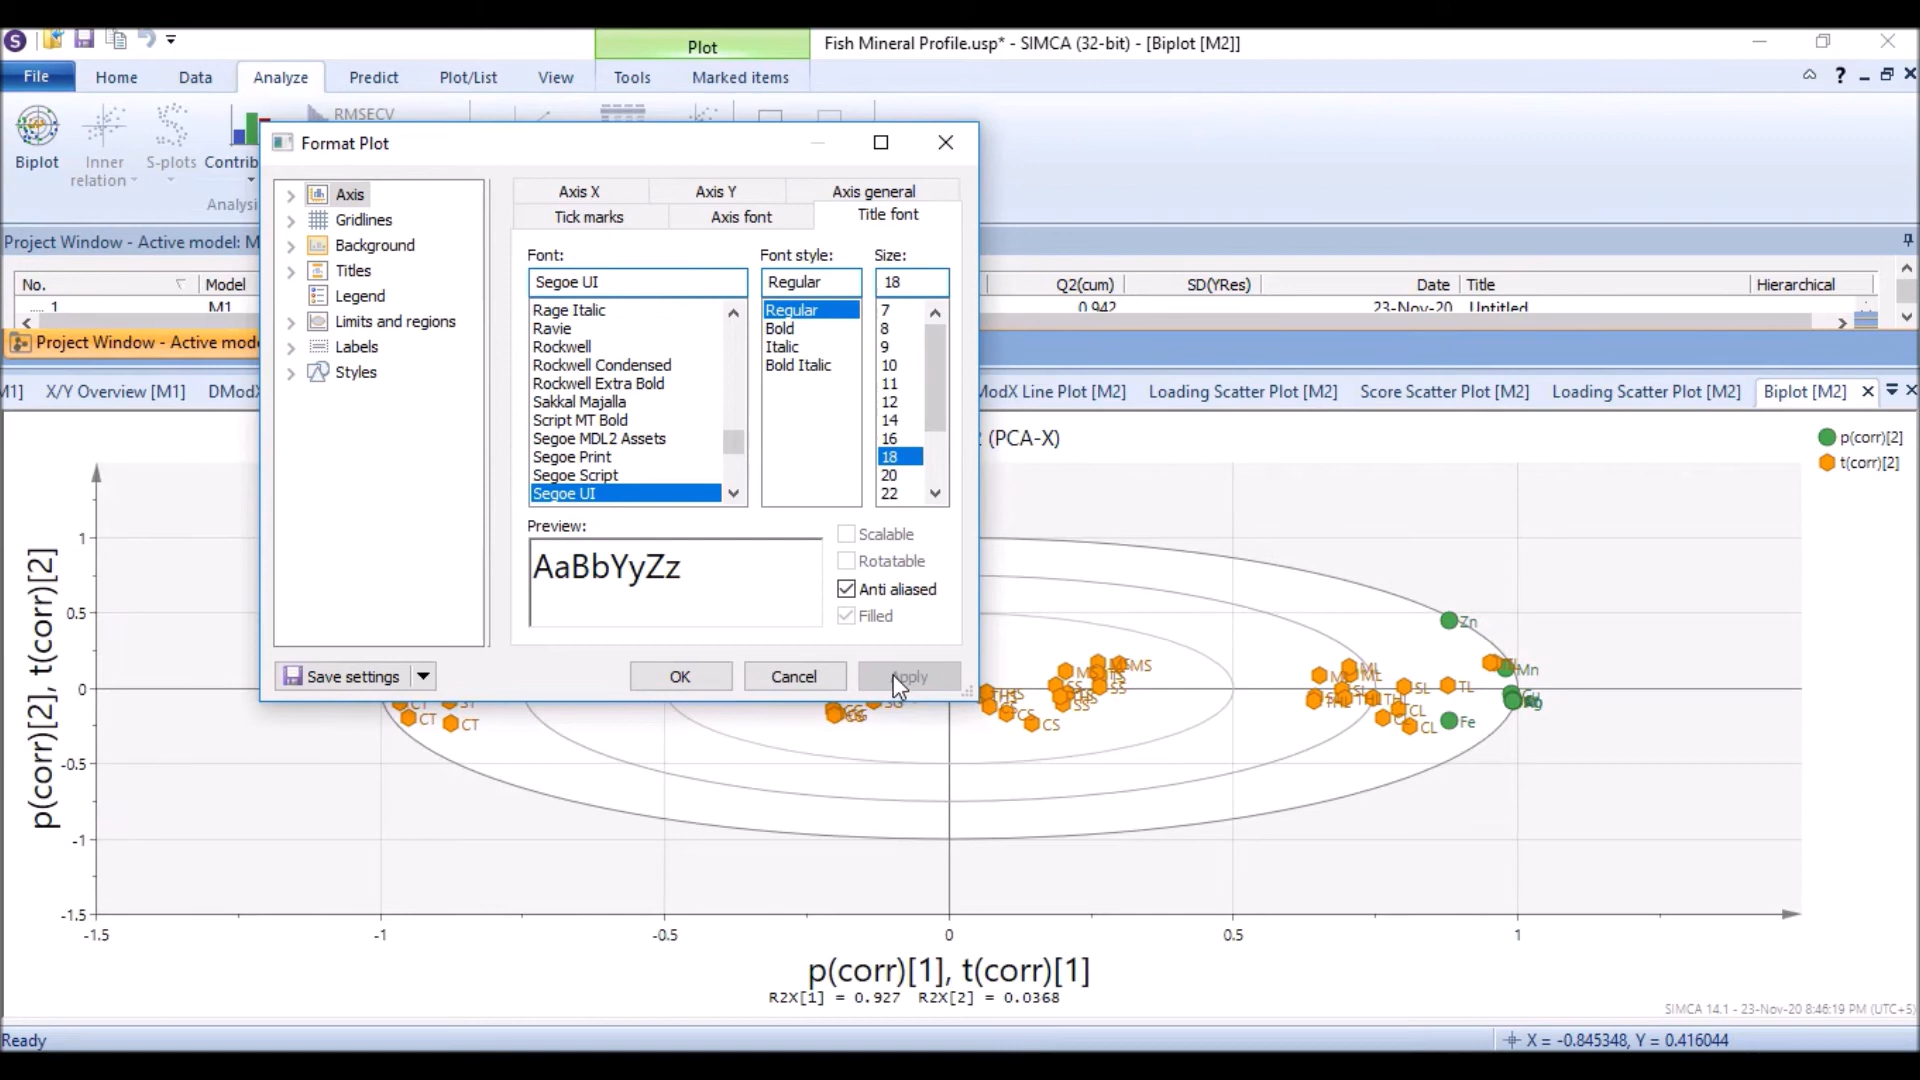 Plot
Fish Mineral Profile.usp* - SIMCA (32-bit) - [Biplot [M2]]
File Home Data Analyze Predict Plot/List View Tools Marked items
RMSECV
Biplot Inner relation S-plots Contrib
Analysi
Format Plot
Axis
Gridlines
Background
Titles
Legend
Limits and regions
Labels
Styles
Axis X Axis Y Axis general
Tick marks Axis font Title font
Font: Font style: Size:
Segoe UI Regular 18
Rage Italic Regular 7
Ravie Bold 8
Rockwell Italic 9
Rockwell Condensed Bold Italic 10
Rockwell Extra Bold 11
Sakkal Majalla 12
Script MT Bold 14
Segoe MDL2 Assets 16
Segoe Print 18
Segoe Script 20
Segoe UI 22
Preview:
AaBbYyZz
Scalable
Rotatable
Anti aliased
Filled
Save settings OK Cancel Apply
Project Window - Active model: M
No. Model Q2(cum) SD(YRes) Date Title Hierarchical
1 M1 0.942 23-Nov-20 Untitled
Project Window - Active mode
M1] X/Y Overview [M1] DModX ModX Line Plot [M2] Loading Scatter Plot [M2] Score Scatter Plot [M2] Loading Scatter Plot [M2] Biplot [M2]
2 (PCA-X)
p(corr)[2]
t(corr)[2]
p(corr)[2], t(corr)[2]
1
0.5
0
-0.5
-1
-1.5
Zn
Mn
Fe
CT
CT
CS
CS
SS
SS
MS
SL
TL
ML
CL
CL
-1.5 -1 -0.5 0 0.5 1
p(corr)[1], t(corr)[1]
R2X[1] = 0.927 R2X[2] = 0.0368
SIMCA 14.1 - 23-Nov-20 8:46:19 PM (UTC+5)
Ready
X = -0.845348, Y = 0.416044